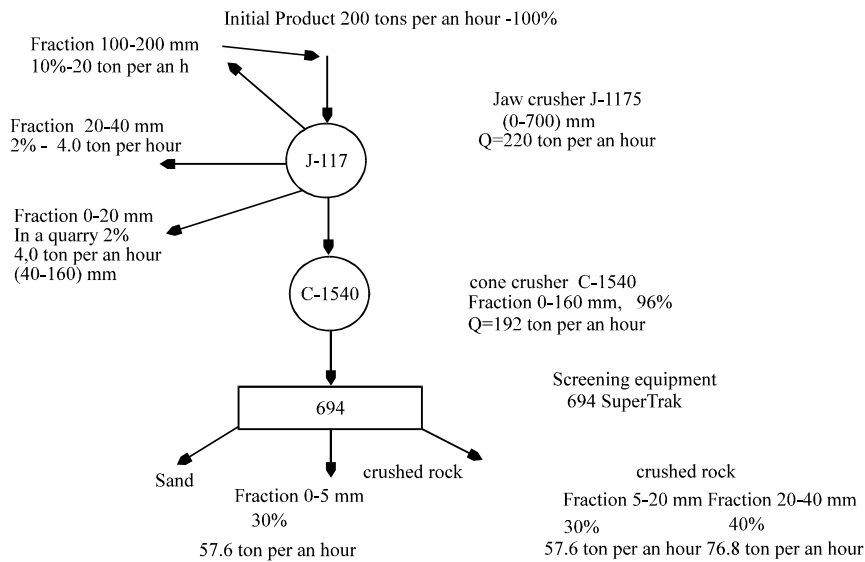 Initial Product 200 tons per an hour -100%
Fraction 100-200 mm
10%-20 ton per an h
Jaw crusher J-1175
(0-700) mm
Q=220 ton per an hour
Fraction 20-40 mm
2% - 4.0 ton per hour
J-117
Fraction 0-20 mm
In a quarry 2%
4,0 ton per an hour
(40-160) mm
C-1540
cone crusher C-1540
Fraction 0-160 mm, 96%
Q=192 ton per an hour
Screening equipment
694 SuperTrak
694
Sand
crushed rock
crushed rock
Fraction 0-5 mm
30%
57.6 ton per an hour
Fraction 5-20 mm Fraction 20-40 mm
30% 40%
57.6 ton per an hour 76.8 ton per an hour